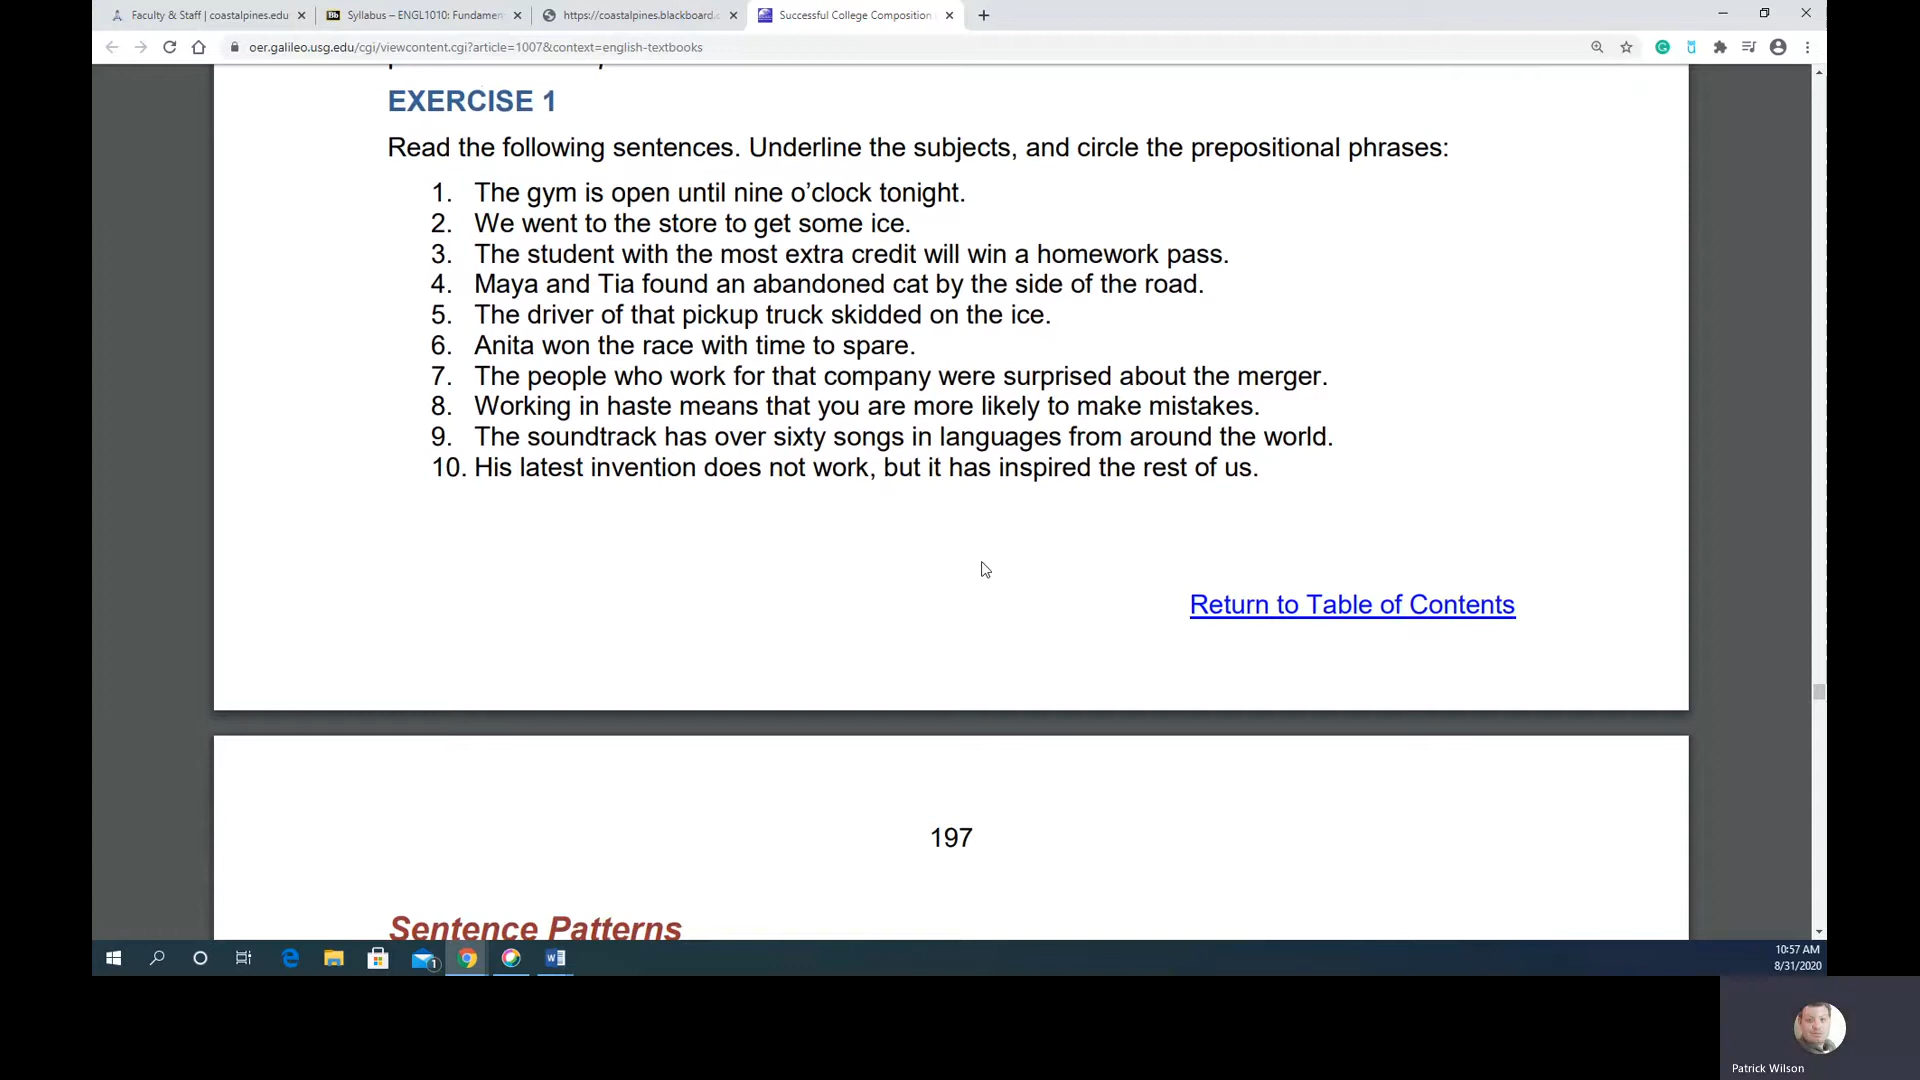 Faculty & Staff | coastalpines.edu
Bb Syllabus – ENGL1010: Fundamen
https://coastalpines.blackboard.
Successful College Composition
oer.galileo.usg.edu/cgi/viewcontent.cgi?article=1007&context=english-textbooks
EXERCISE 1
Read the following sentences. Underline the subjects, and circle the prepositional phrases:
1. The gym is open until nine o’clock tonight.
2. We went to the store to get some ice.
3. The student with the most extra credit will win a homework pass.
4. Maya and Tia found an abandoned cat by the side of the road.
5. The driver of that pickup truck skidded on the ice.
6. Anita won the race with time to spare.
7. The people who work for that company were surprised about the merger.
8. Working in haste means that you are more likely to make mistakes.
9. The soundtrack has over sixty songs in languages from around the world.
10. His latest invention does not work, but it has inspired the rest of us.
Return to Table of Contents
197
Sentence Patterns
1
10:57 AM
8/31/2020
Patrick Wilson